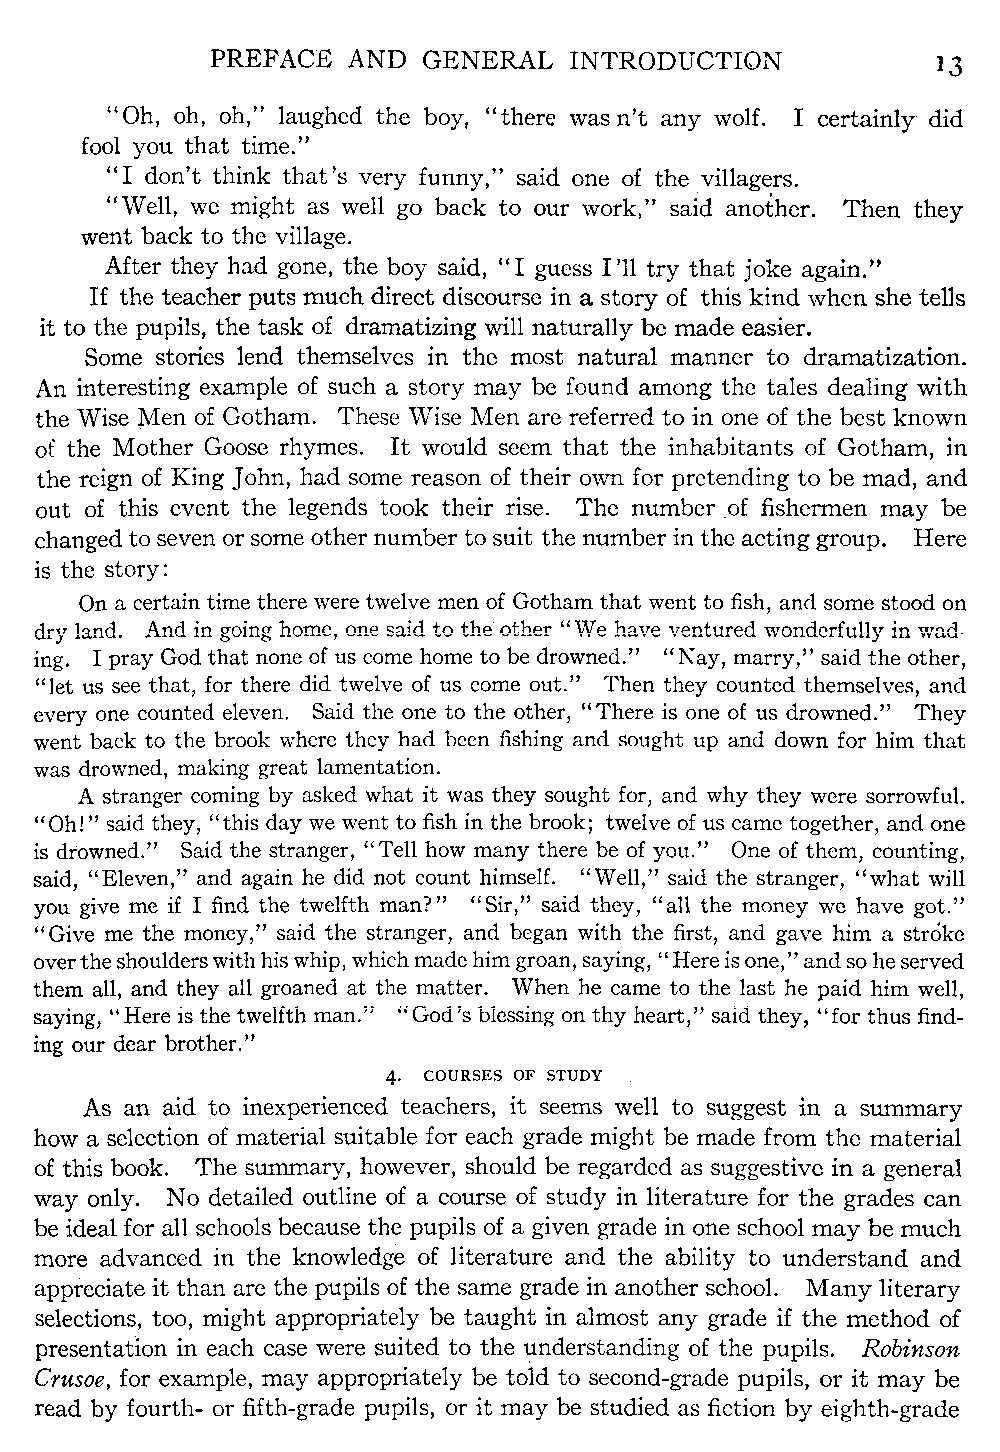 PREFACE AND GENERAL INTRODUCTION 13
"Oh, oh, oh," laughed the boy, "there wasn't any wolf. I certainly did
fool you that time."
"I don't think that's very funny," said one of the villagers.
"Well, we might as well go back to our work," said another. Then they
went back to the village.
After they had gone, the boy said, "I guess I'll try that joke again."
If the teacher puts much direct discourse in a story of this kind when she tells
it to the pupils, the task of dramatizing will naturally be made easier.
Some stories lend themselves in the most natural manner to dramatization.
An interesting example of such a story may be found among the tales dealing with
the Wise Men of Gotham. These Wise Men are referred to in one of the best known
of the Mother Goose rhymes. It would seem that the inhabitants of Gotham, in
the reign of King John, had some reason of their own for pretending to be mad, and
out of this event the legends took their rise. The number of fishermen may be
changed to seven or some other number to suit the number in the acting group. Here
is the story:
On a certain time there were twelve men of Gotham that went to fish, and some stood on
dry land. And in going home, one said to the other "We have ventured wonderfully in wad-
ing. I pray God that none of us come home to be drowned." "Nay, marry," said the other,
"let us see that, for there did twelve of us come out." Then they counted themselves, and
every one counted eleven. Said the one to the other, "There is one of us drowned." They
went back to the brook where they had been fishing and sought up and down for him that
was drowned, making great lamentation.
A stranger coming by asked what it was they sought for, and why they were sorrowful.
"Oh!" said they, "this day we went to fish in the brook; twelve of us came together, and one
is drowned." Said the stranger, "Tell how many there be of you." One of them, counting,
said, "Eleven," and again he did not count himself. "Well," said the stranger, "what will
you give me if I find the twelfth man?" "Sir," said they, "all the money we have got."
"Give me the money," said the stranger, and began with the first, and gave him a stroke
over the shoulders with his whip, which made him groan, saying, "Here is one," and so he served
them all, and they all groaned at the matter. When he came to the last he paid him well,
saying, "Here is the twelfth man." "God's blessing on thy heart," said they, "for thus find-
ing our dear brother."
4. COURSES OF STUDY
As an aid to inexperienced teachers, it seems well to suggest in a summary
how a selection of material suitable for each grade might be made from the material
of this book. The summary, however, should be regarded as suggestive in a general
way only. No detailed outline of a course of study in literature for the grades can
be ideal for all schools because the pupils of a given grade in one school may be much
more advanced in the knowledge of literature and the ability to understand and
appreciate it than are the pupils of the same grade in another school. Many literary
selections, too, might appropriately be taught in almost any grade if the method of
presentation in each case were suited to the understanding of the pupils. Robinson
Crusoe, for example, may appropriately be told to second-grade pupils, or it may be
read by fourth- or fifth-grade pupils, or it may be studied as fiction by eighth-grade